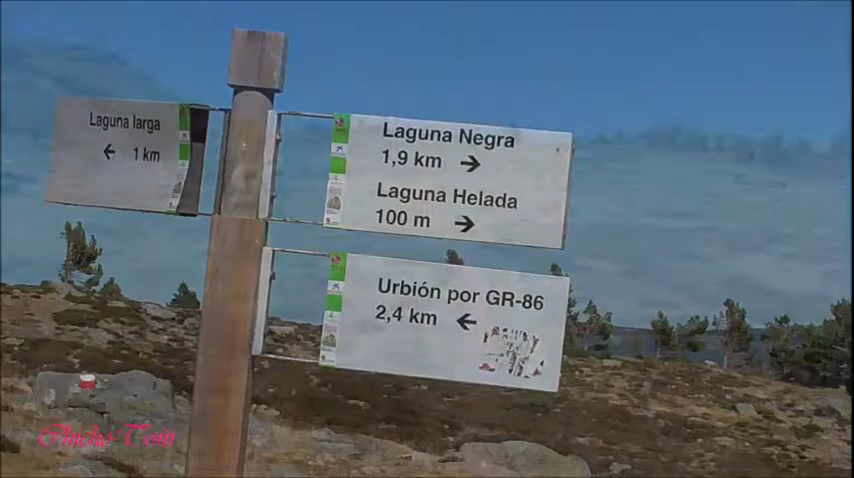 Laguna larga
← 1 km
Laguna Negra
1,9 km →
Laguna Helada
100 m →
Urbión por GR-86
2,4 km ←
Chicho Tom